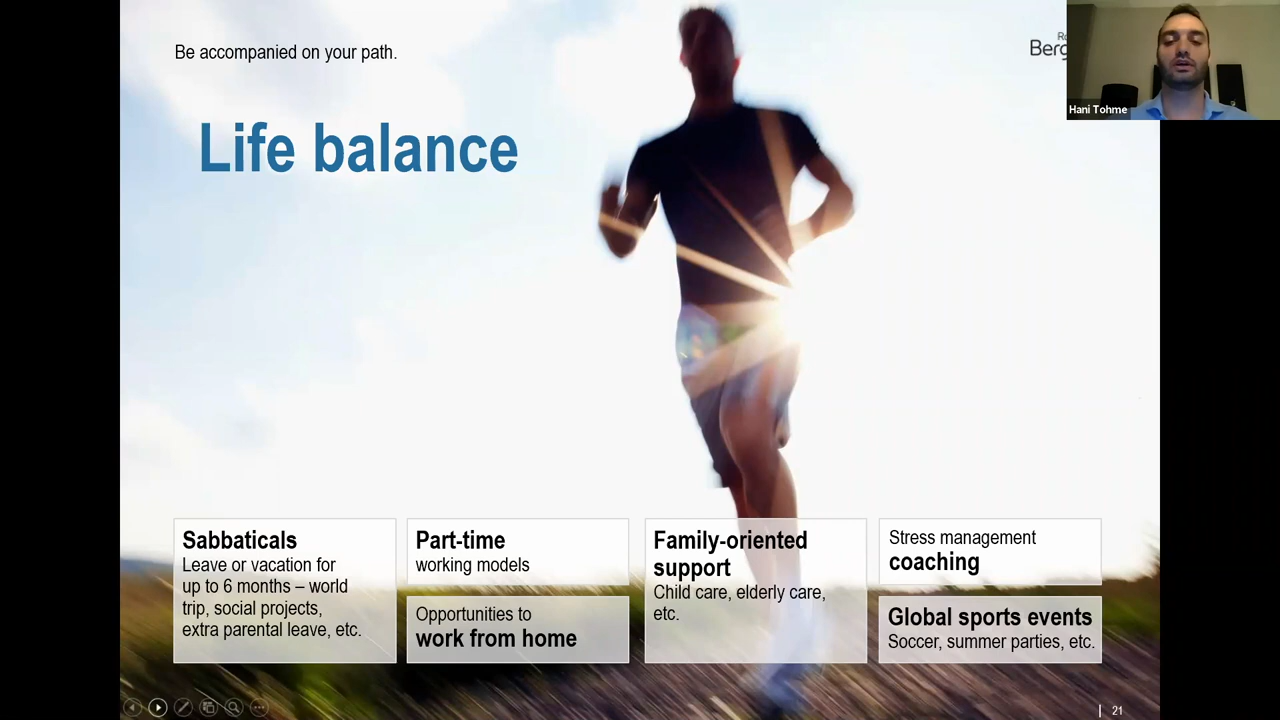 Be accompanied on your path.
Life balance
Hani Tohme
Sabbaticals
Leave or vacation for
up to 6 months – world
trip, social projects,
extra parental leave, etc.
Part-time
working models
Opportunities to
work from home
Family-oriented
support
Child care, elderly care,
etc.
Stress management
coaching
Global sports events
Soccer, summer parties, etc.
21